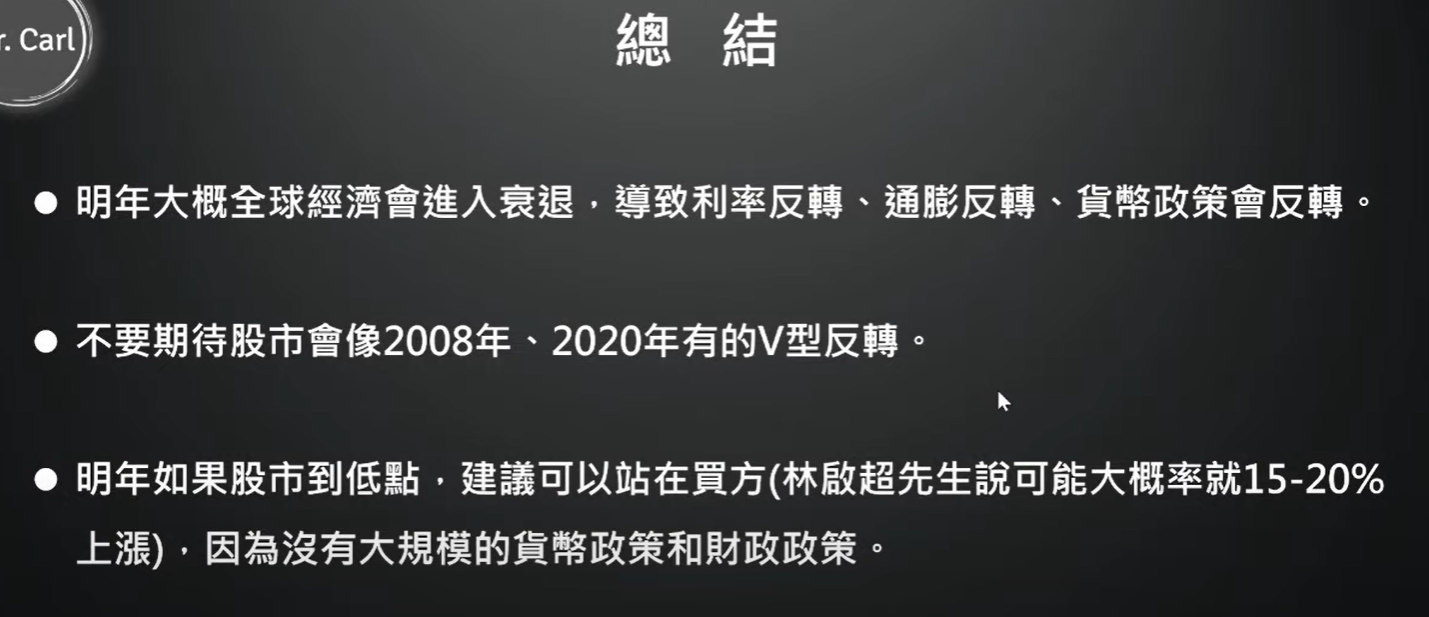 r. Carl
總 結
● 明年大概全球經濟會進入衰退，導致利率反轉、通膨反轉、貨幣政策會反轉。
● 不要期待股市會像2008年、2020年有的V型反轉。
● 明年如果股市到低點，建議可以站在買方(林啟超先生說可能大概率就15-20%
上漲)，因為沒有大規模的貨幣政策和財政政策。